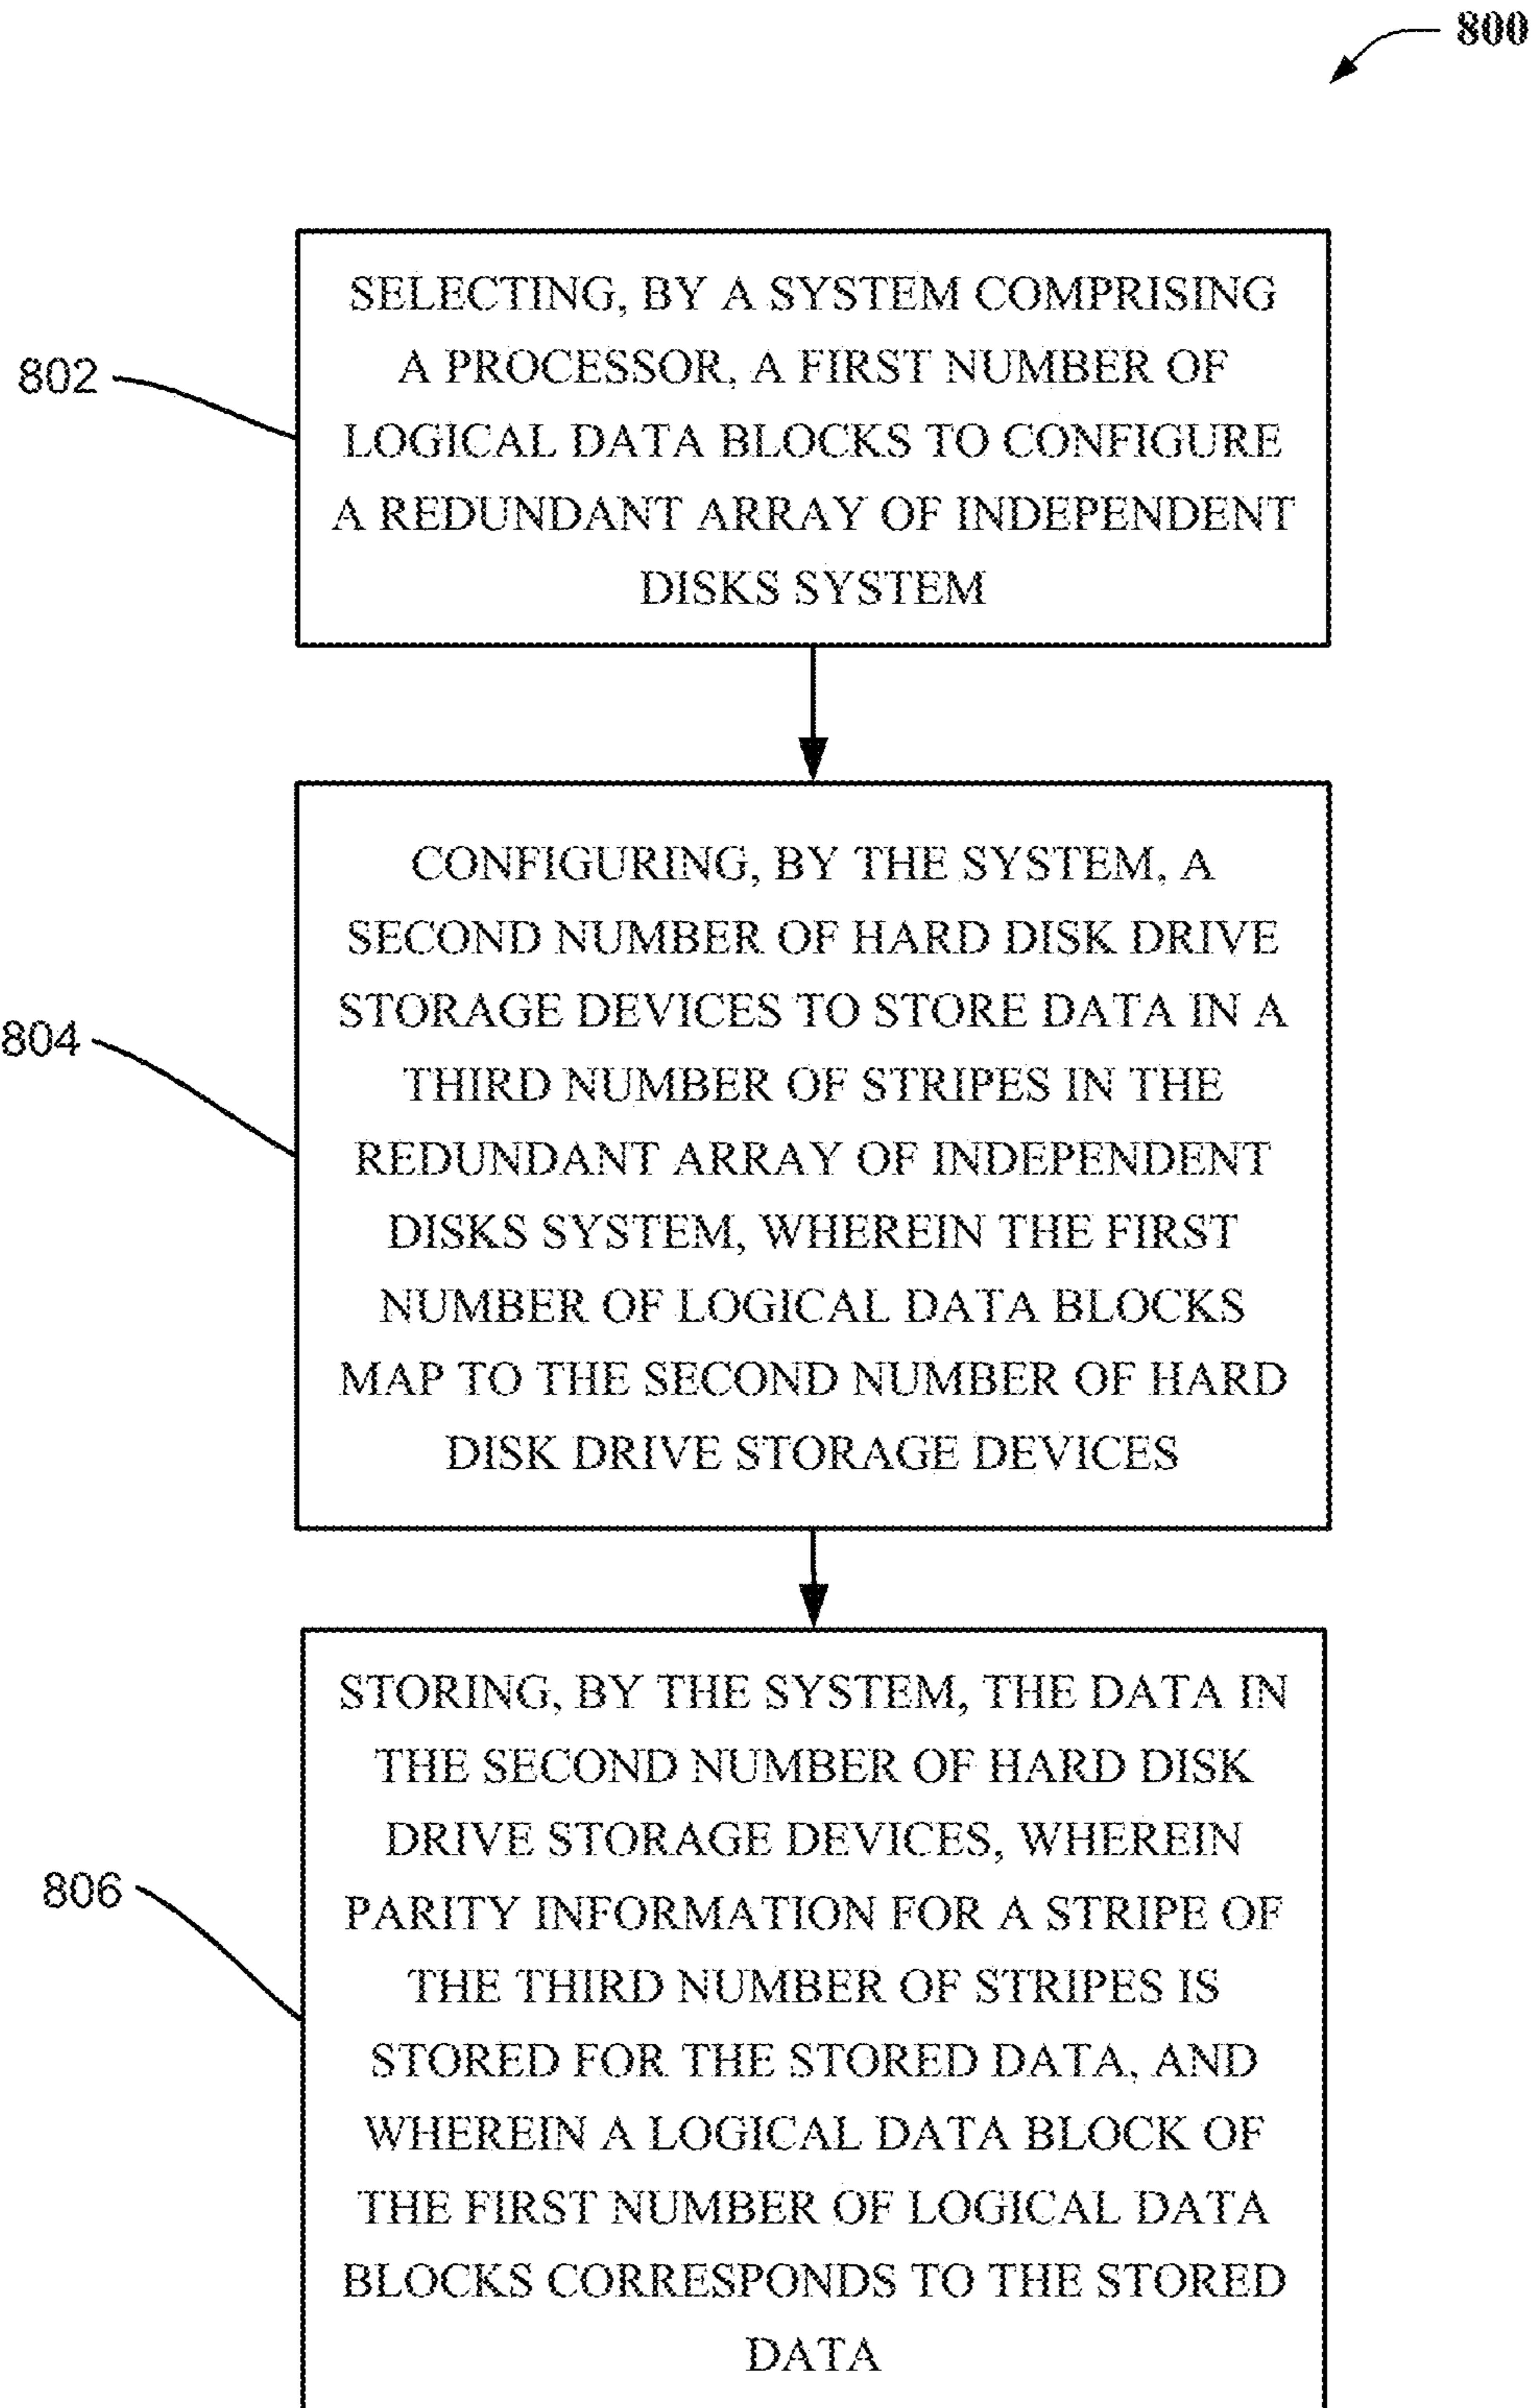 800
802
SELECTING, BY A SYSTEM COMPRISING
A PROCESSOR, A FIRST NUMBER OF
LOGICAL DATA BLOCKS TO CONFIGURE
A REDUNDANT ARRAY OF INDEPENDENT
DISKS SYSTEM
804
CONFIGURING, BY THE SYSTEM, A
SECOND NUMBER OF HARD DISK DRIVE
STORAGE DEVICES TO STORE DATA IN A
THIRD NUMBER OF STRIPES IN THE
REDUNDANT ARRAY OF INDEPENDENT
DISKS SYSTEM, WHEREIN THE FIRST
NUMBER OF LOGICAL DATA BLOCKS
MAP TO THE SECOND NUMBER OF HARD
DISK DRIVE STORAGE DEVICES
806
STORING, BY THE SYSTEM, THE DATA IN
THE SECOND NUMBER OF HARD DISK
DRIVE STORAGE DEVICES, WHEREIN
PARITY INFORMATION FOR A STRIPE OF
THE THIRD NUMBER OF STRIPES IS
STORED FOR THE STORED DATA, AND
WHEREIN A LOGICAL DATA BLOCK OF
THE FIRST NUMBER OF LOGICAL DATA
BLOCKS CORRESPONDS TO THE STORED
DATA